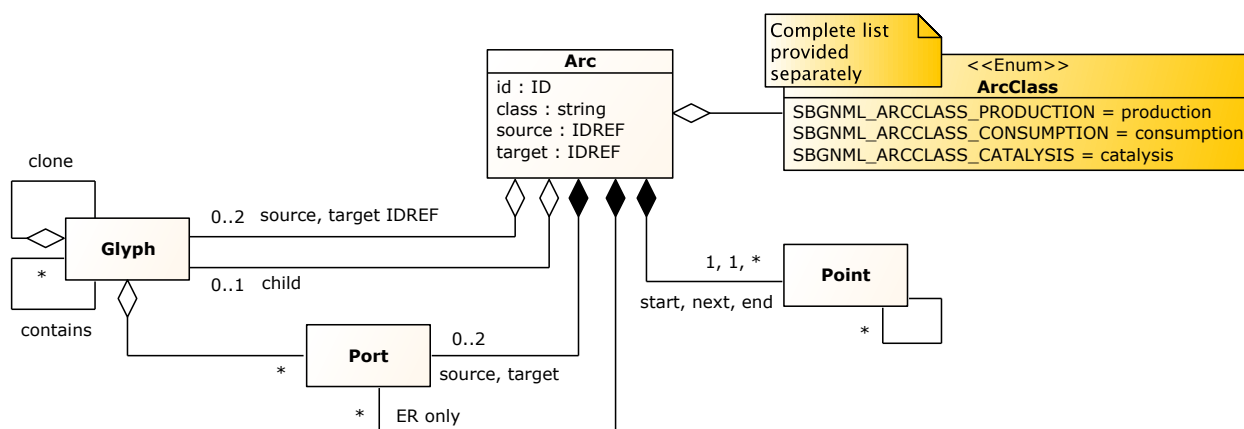 Complete list
provided
separately
<<Enum>>
ArcClass
SBGNML_ARCCLASS_PRODUCTION = production
SBGNML_ARCCLASS_CONSUMPTION = consumption
SBGNML_ARCCLASS_CATALYSIS = catalysis
Arc
id : ID
class : string
source : IDREF
target : IDREF
clone
0..2 source, target IDREF
Glyph
*
0..1 child
contains
1, 1, *
Point
start, next, end
*
0..2
Port
*
source, target
* ER only